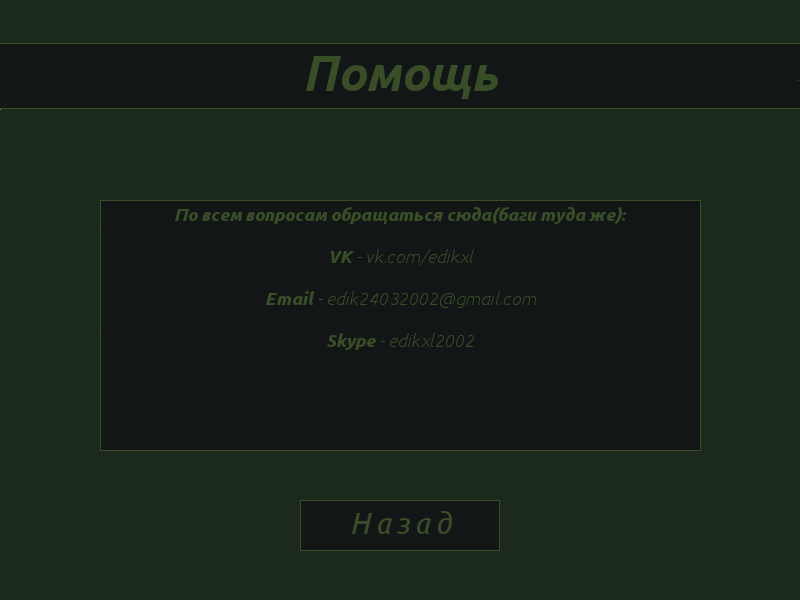 Помощь
По всем вопросам обращаться сюда(баги туда же):
VK - vk.com/edikxl
Email - edik24032002@gmail.com
Skype - edikxl2002
Назад